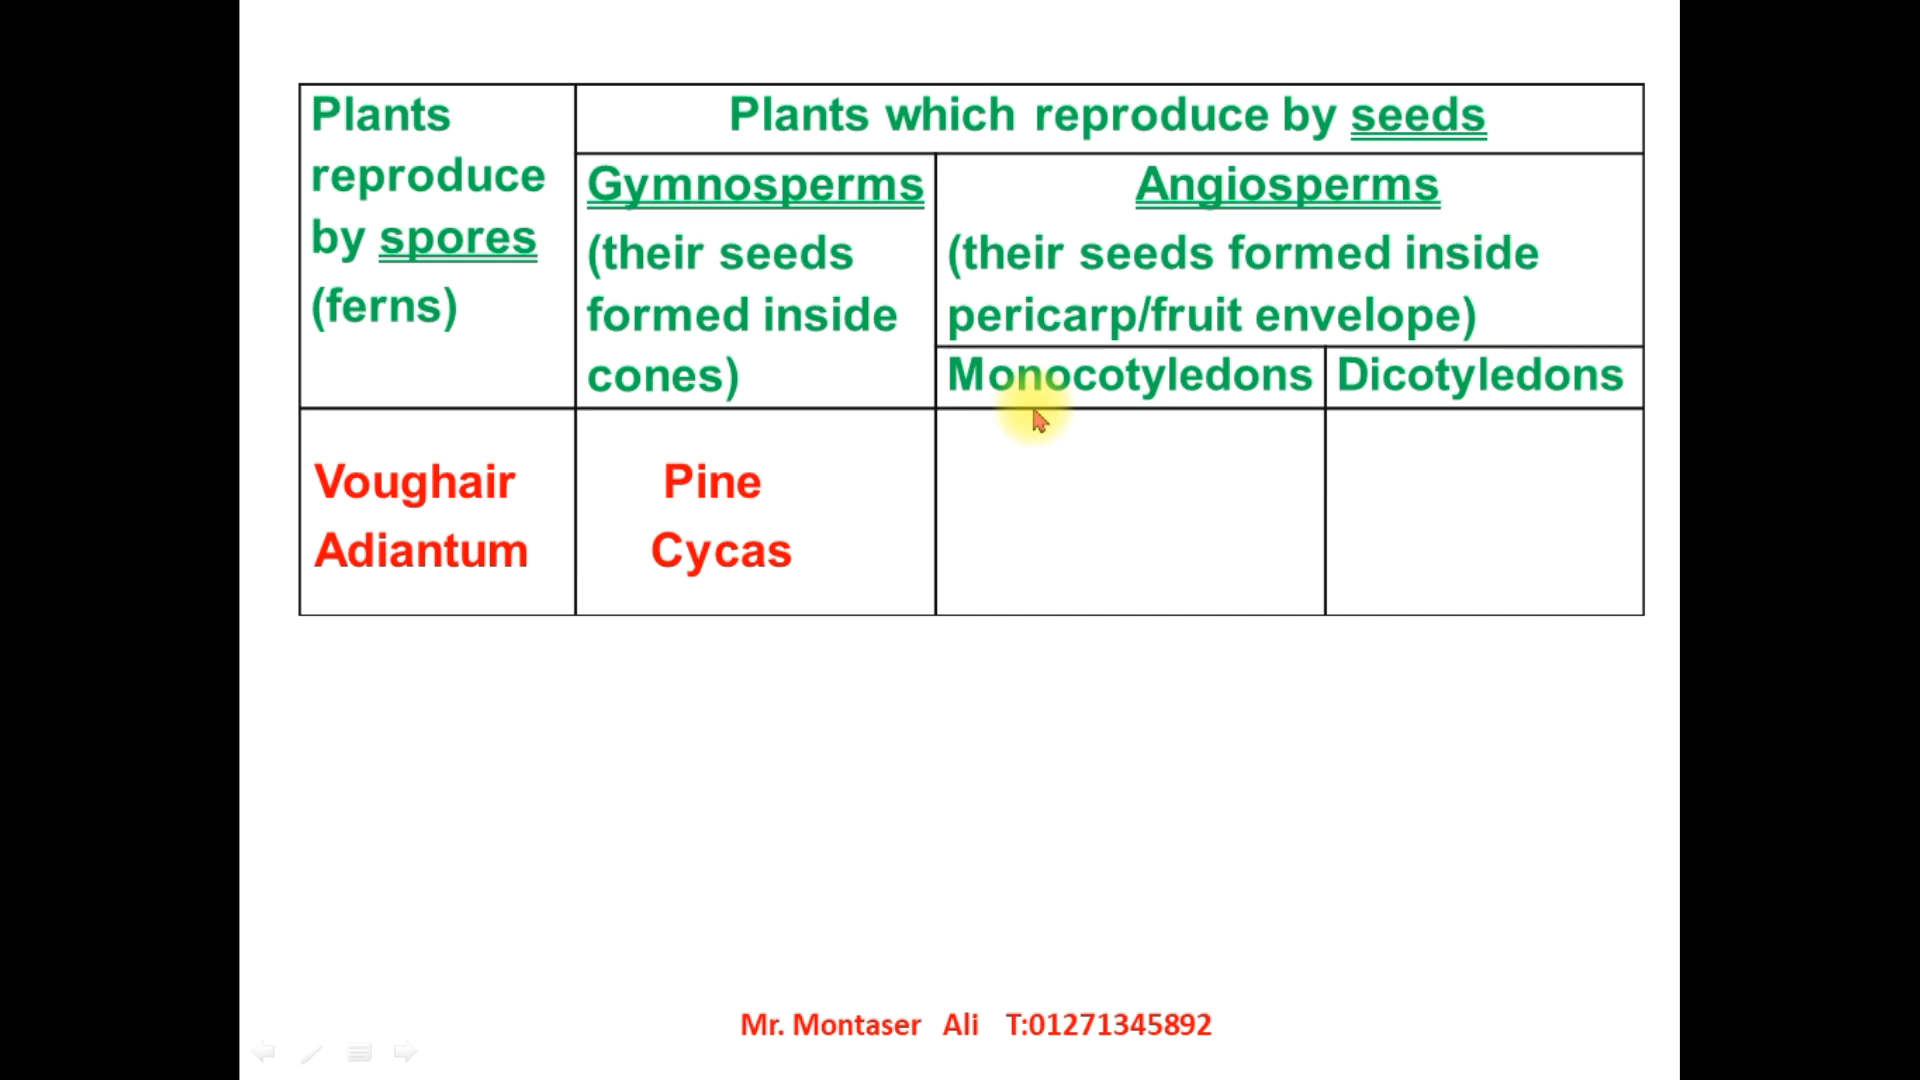 Plants
reproduce
by spores
(ferns)
Plants which reproduce by seeds
Gymnosperms
(their seeds
formed inside
cones)
Angiosperms
(their seeds formed inside
pericarp/fruit envelope)
Monocotyledons
Dicotyledons
Voughair
Adiantum
Pine
Cycas
Mr. Montaser Ali T:01271345892